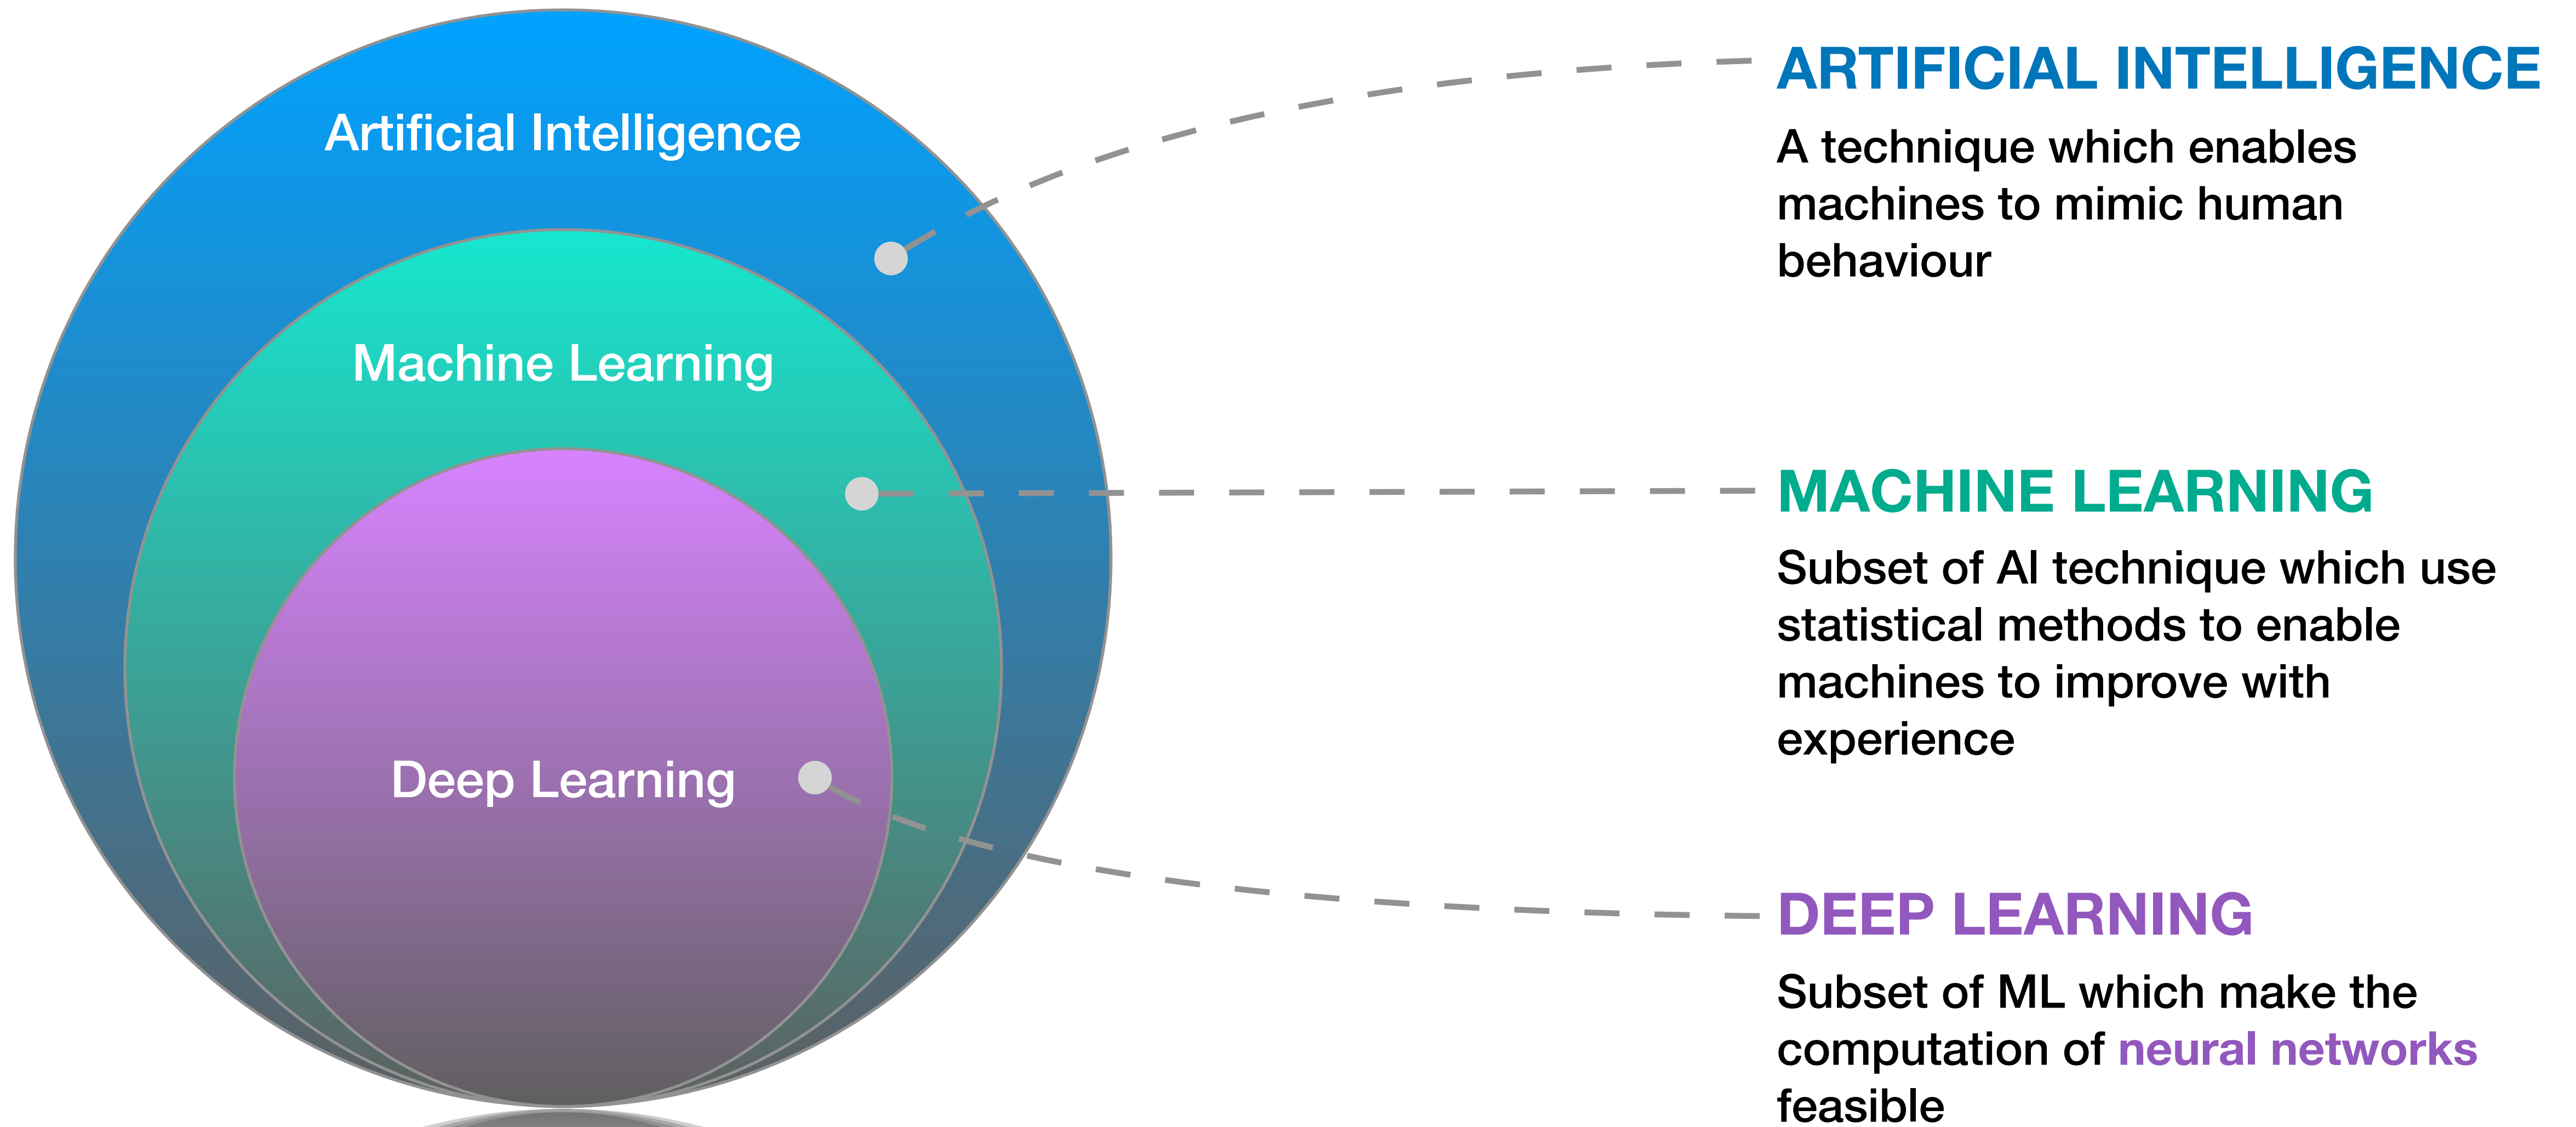 Artificial Intelligence
Machine Learning
Deep Learning
ARTIFICIAL INTELLIGENCE
A technique which enables
machines to mimic human
behaviour
MACHINE LEARNING
Subset of AI technique which use
statistical methods to enable
machines to improve with
experience
DEEP LEARNING
Subset of ML which make the
computation of neural networks
feasible